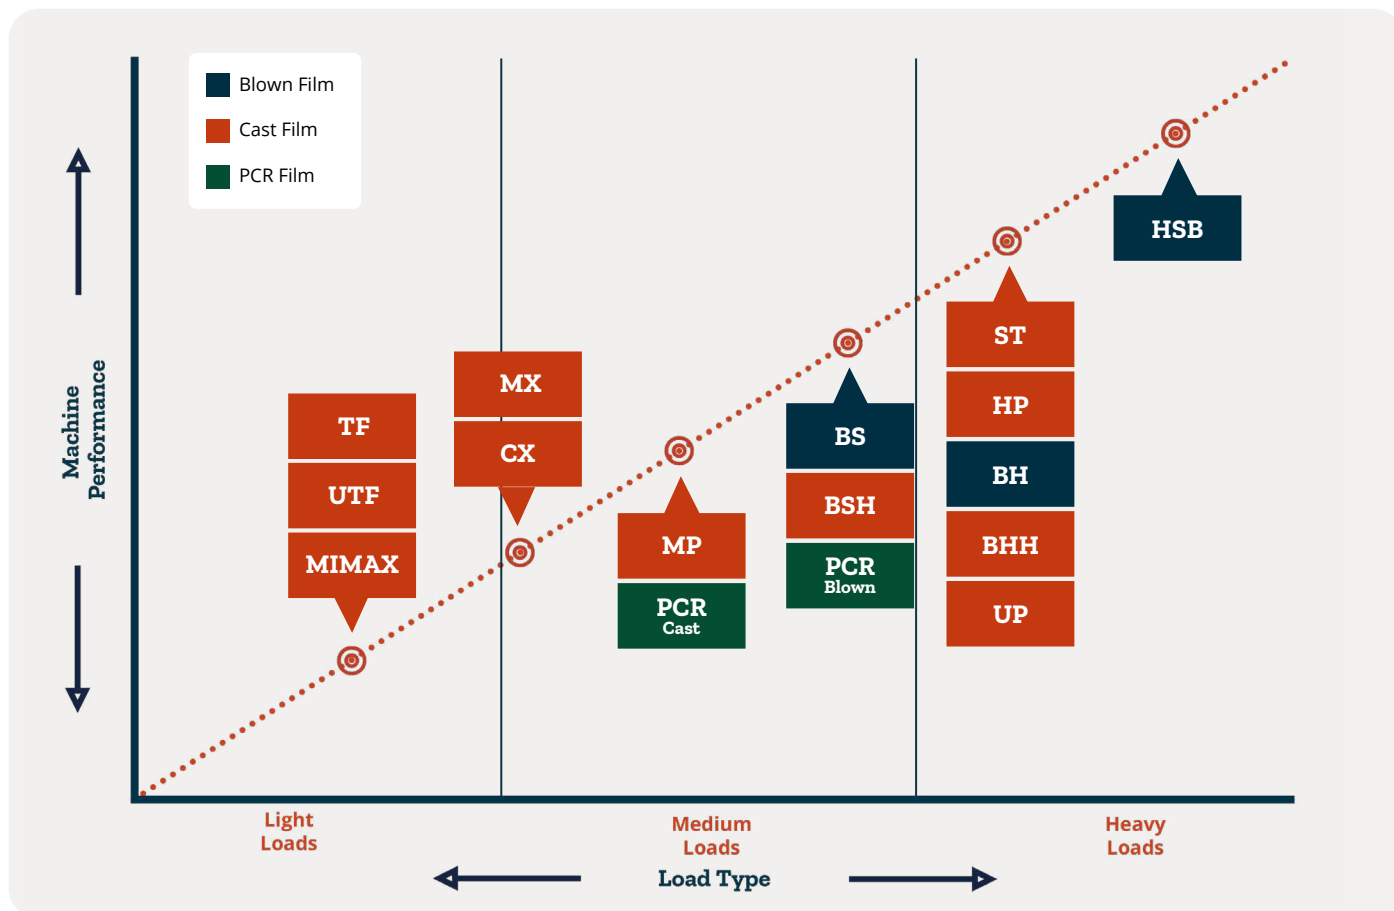 Blown Film
Cast Film
PCR Film
Machine
Performance
TF
UTF
MIMAX
MX
CX
MP
PCR
Cast
BS
BSH
PCR
Blown
ST
HP
BH
BHH
UP
HSB
Light
Loads
Medium
Loads
Heavy
Loads
Load Type